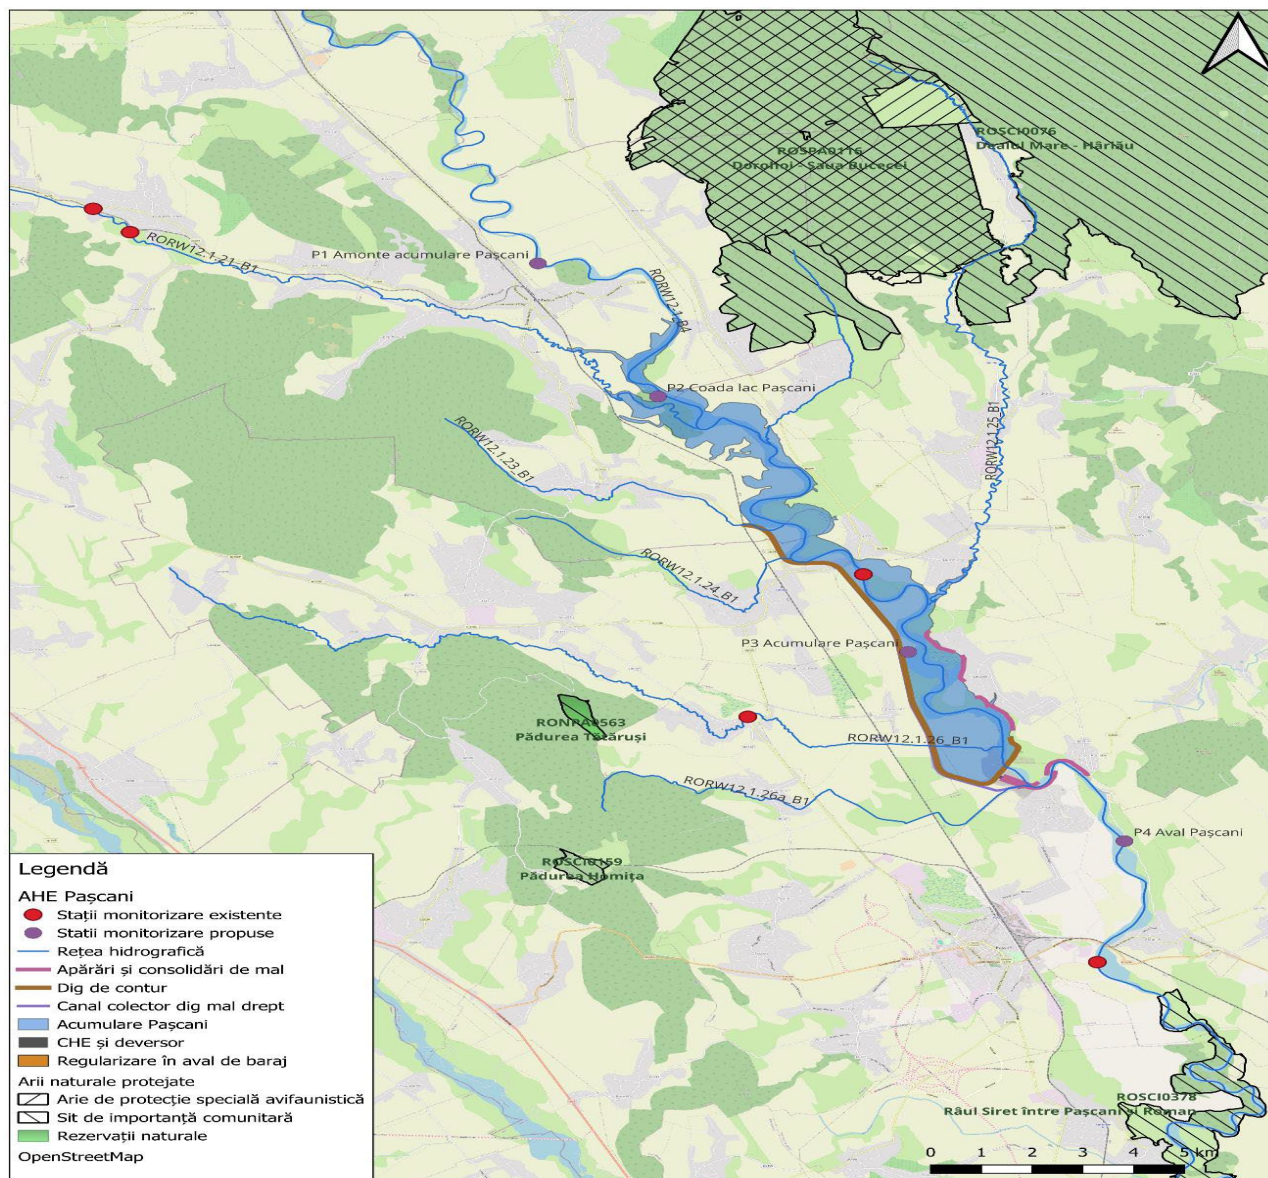 ROSCI0076
Dealul Mare - Hârlău
ROSPA0116
Dorohoi - Șaua Bucecei
RORW12.1.21_B1
P1 Amonte acumulare Pașcani
RORW12.1_B4
P2 Coada lac Pașcani
RORW12.1.25_B1
RORW12.1.23_B1
RORW12.1.24_B1
P3 Acumulare Pașcani
RONPA0563
Pădurea Tătăruși
RORW12.1.26_B1
RORW12.1.26a_B1
P4 Aval Pașcani
ROSCI0159
Pădurea Homița
ROSCI0378
Râul Siret între Pașcani și Roman
0 1 2 3 4 5 km
Legendă
AHE Pașcani
Stații monitorizare existente
Statii monitorizare propuse
Rețea hidrografică
Apărări și consolidări de mal
Dig de contur
Canal colector dig mal drept
Acumulare Pașcani
CHE și deversor
Regularizare în aval de baraj
Arii naturale protejate
Arie de protecție specială avifaunistică
Sit de importanță comunitară
Rezervații naturale
OpenStreetMap